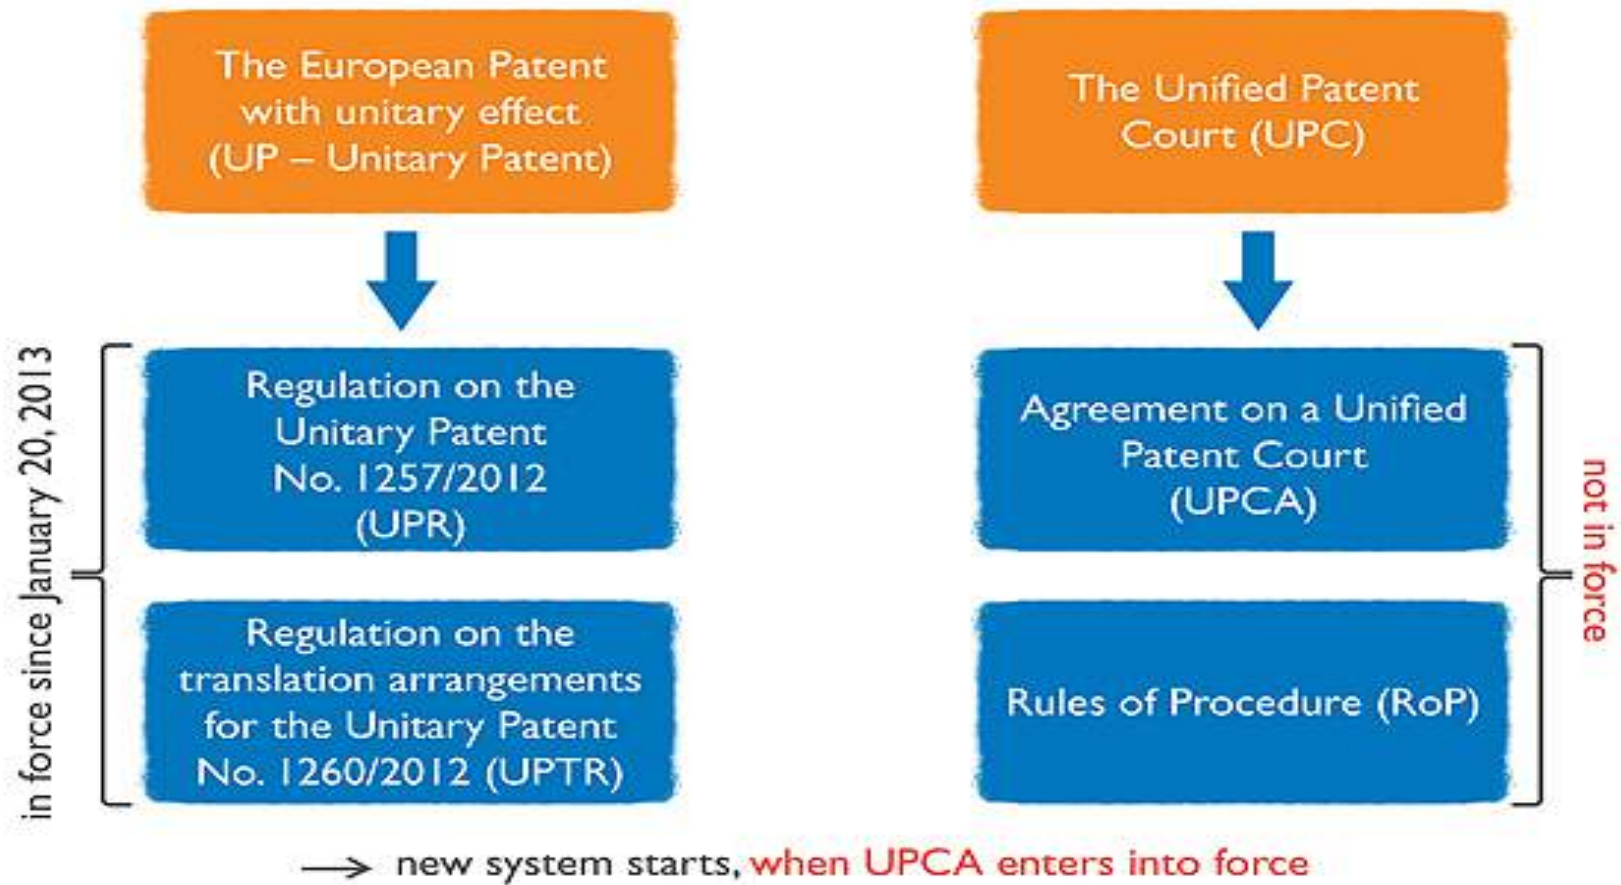 The European Patent
with unitary effect
(UP – Unitary Patent)
The Unified Patent
Court (UPC)
in force since January 20, 2013
Regulation on the
Unitary Patent
No. 1257/2012
(UPR)
Agreement on a Unified
Patent Court
(UPCA)
not in force
Regulation on the
translation arrangements
for the Unitary Patent
No. 1260/2012 (UPTR)
Rules of Procedure (RoP)
→ new system starts, when UPCA enters into force